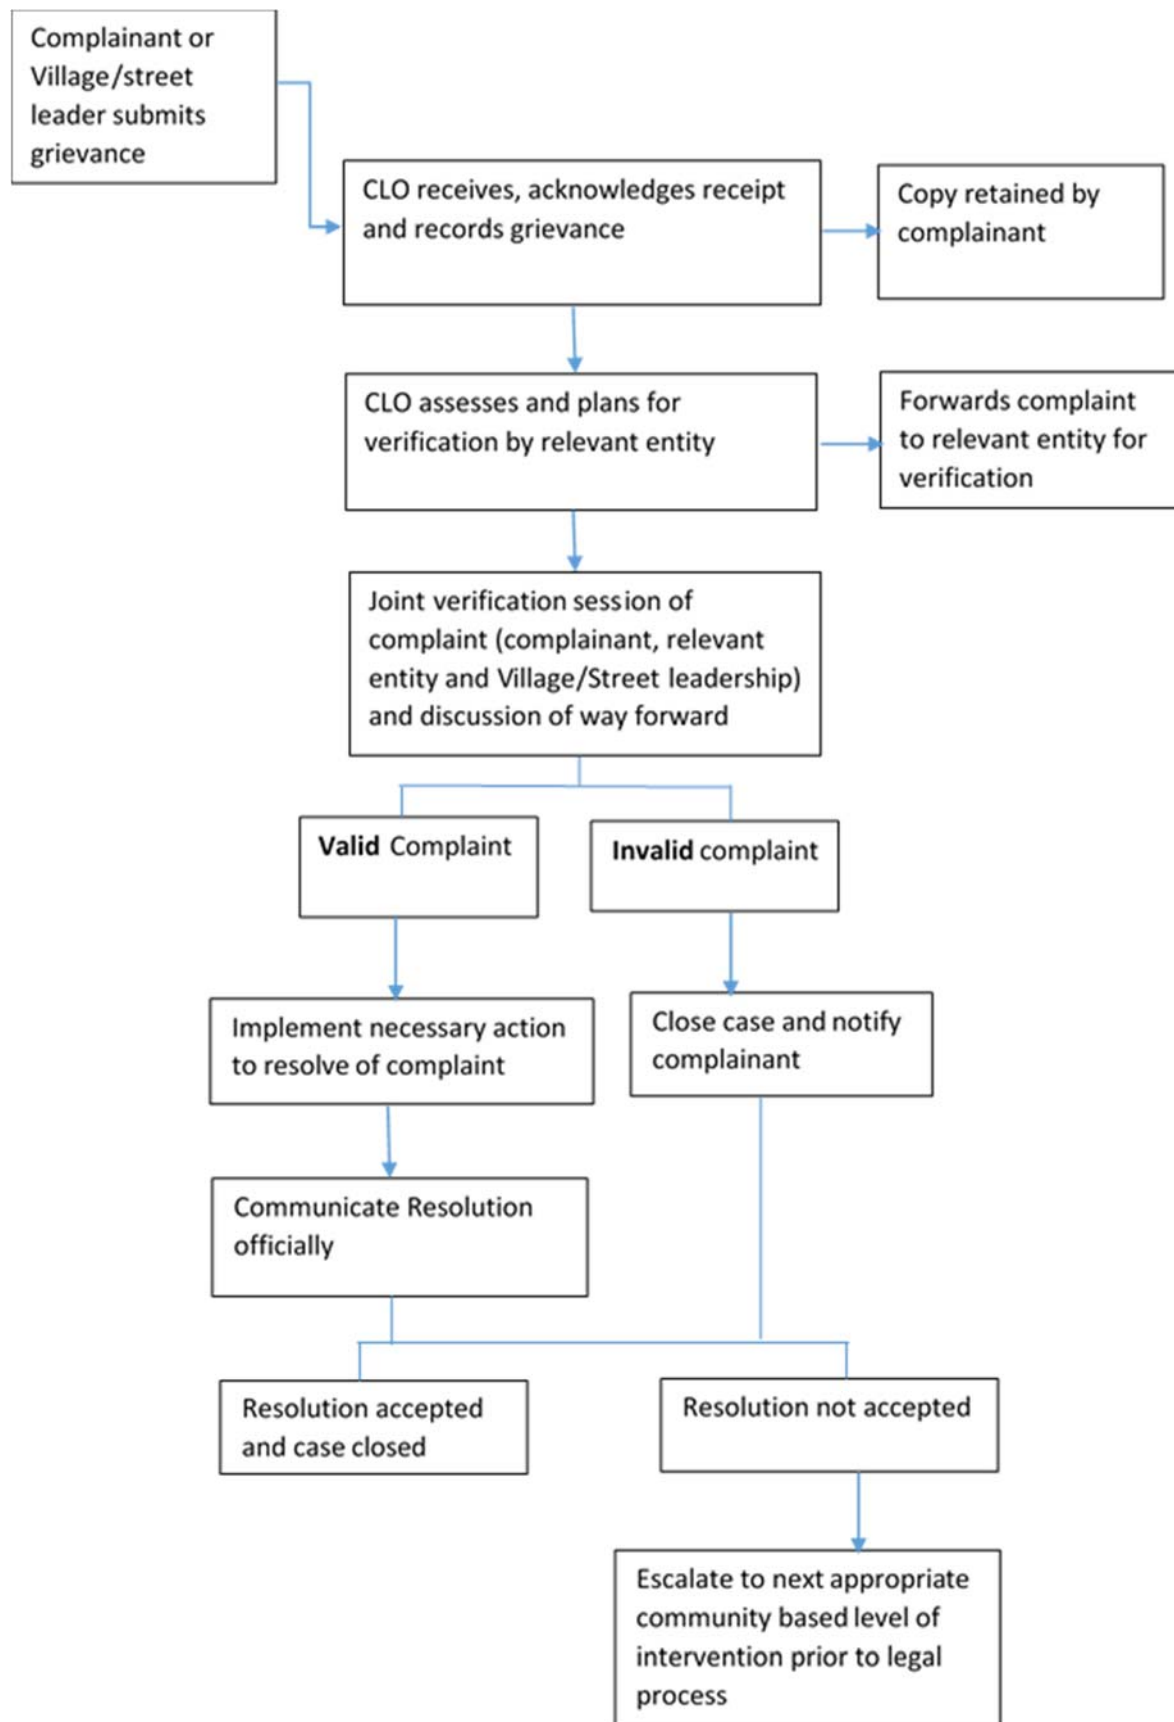 Complainant or
Village/street
leader submits
grievance
CLO receives, acknowledges receipt
and records grievance
Copy retained by
complainant
CLO assesses and plans for
verification by relevant entity
Forwards complaint
to relevant entity for
verification
Joint verification session of
complaint (complainant, relevant
entity and Village/Street leadership)
and discussion of way forward
Valid Complaint
Invalid complaint
Implement necessary action
to resolve of complaint
Close case and notify
complainant
Communicate Resolution
officially
Resolution accepted
and case closed
Resolution not accepted
Escalate to next appropriate
community based level of
intervention prior to legal
process